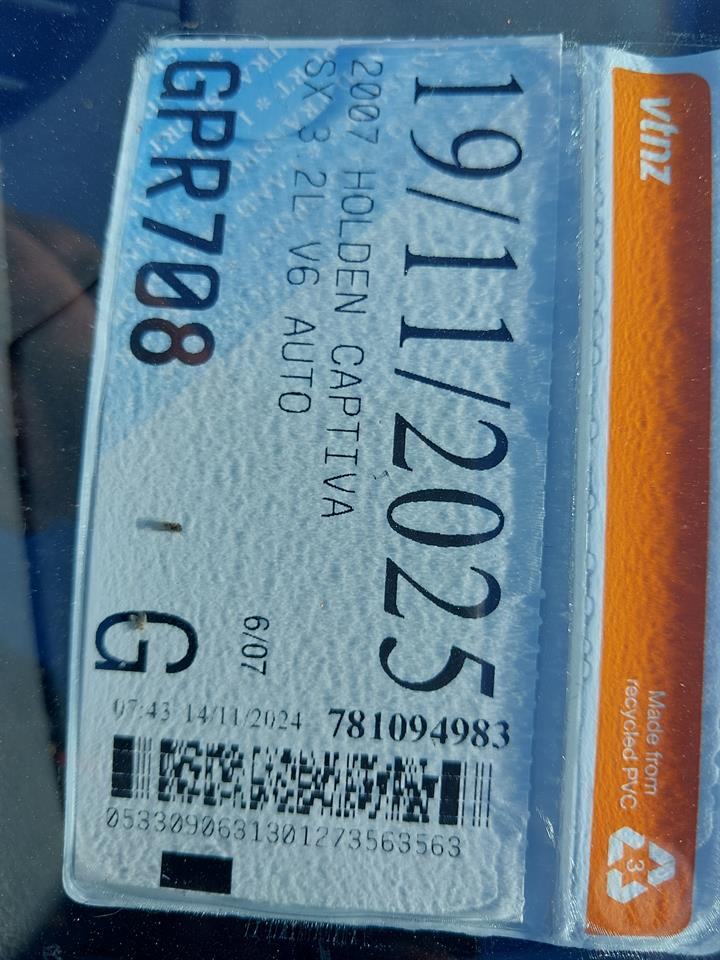 vtnz
Made from
recycled PVC
3
19/11/2025
2007 HOLDEN CAPTIVA
SX 3.2L V6 AUTO
GPR708
6/07
G
781094983
07:43 14/11/2024
0533090631301273563563